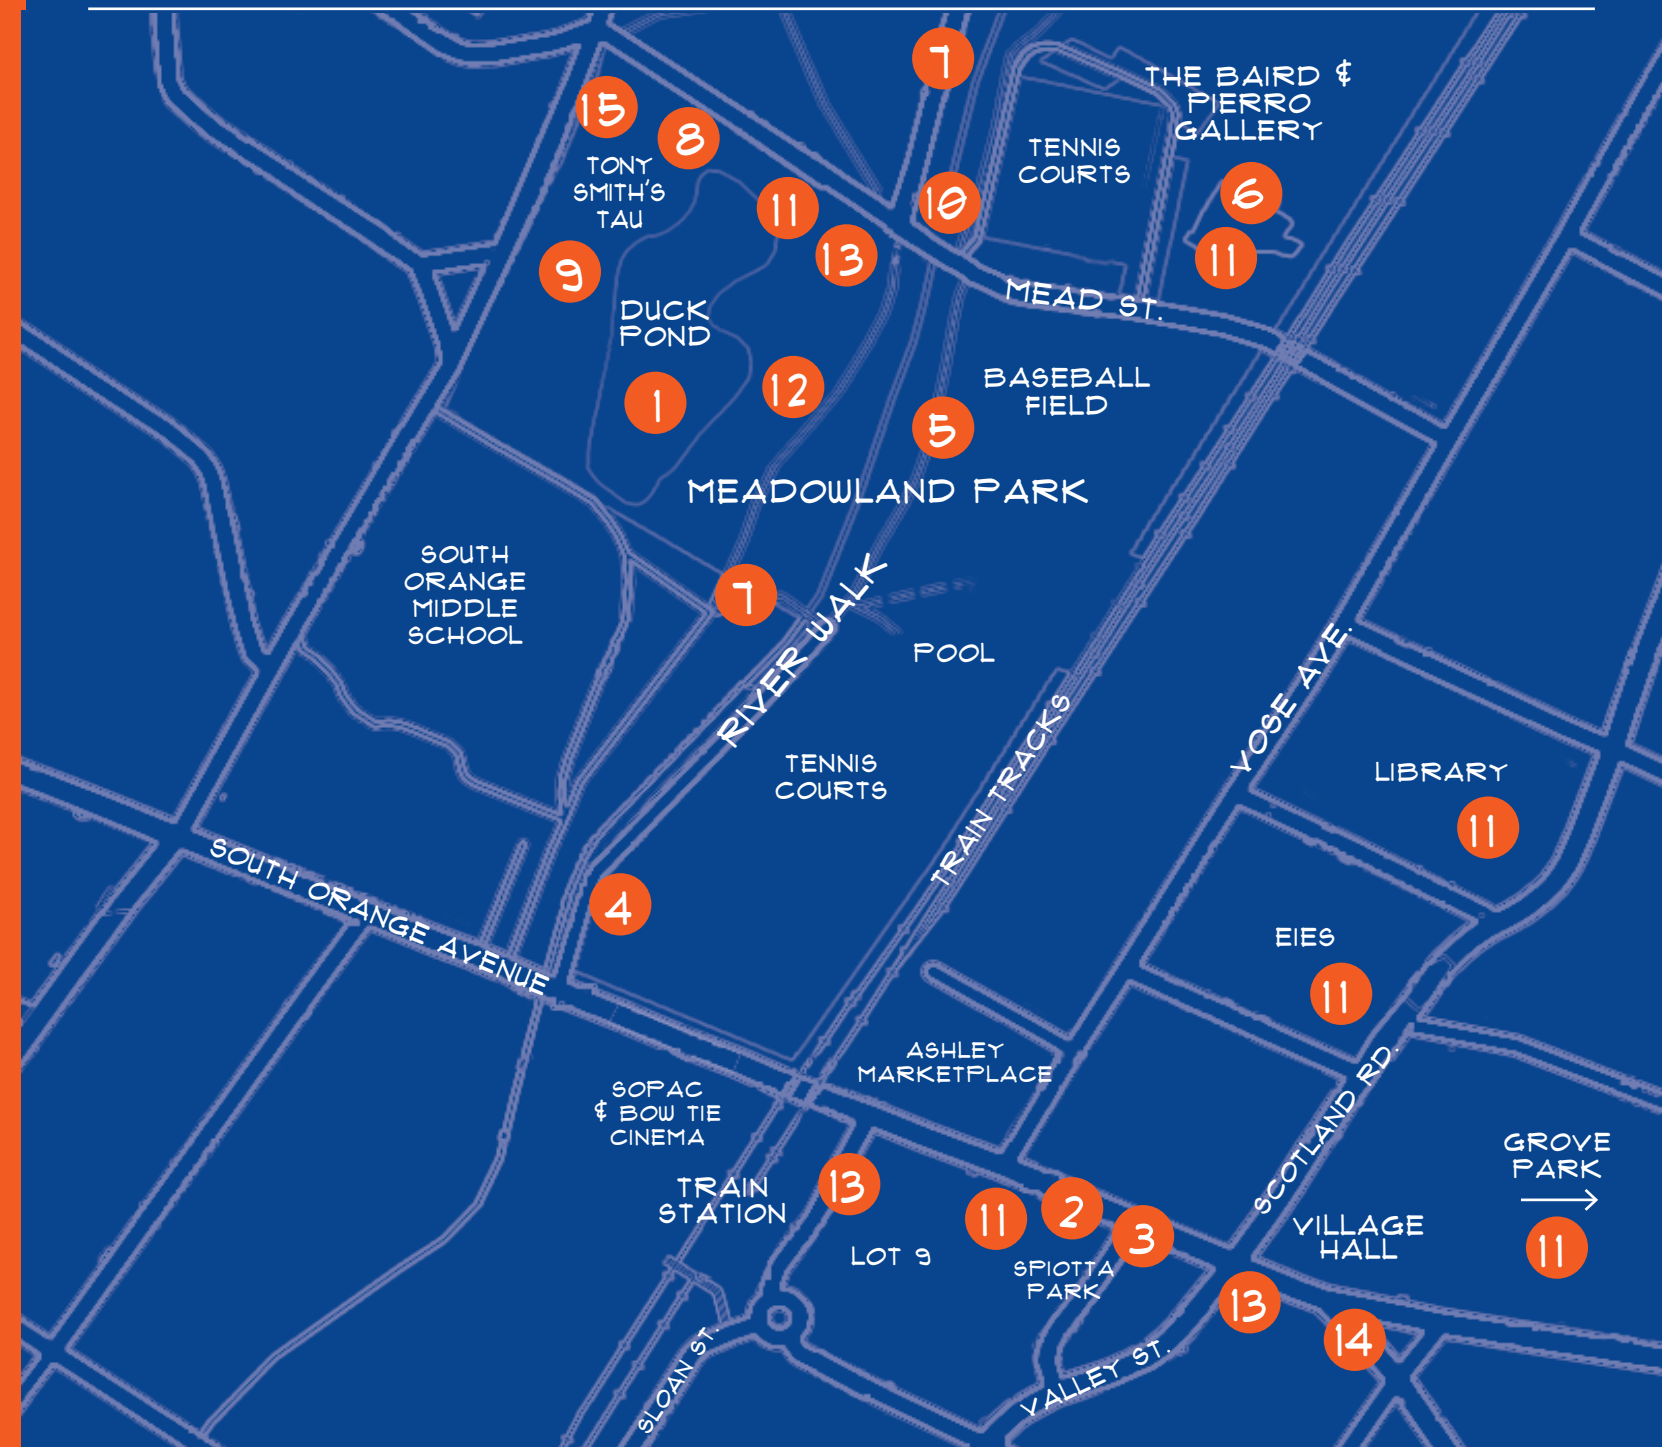 7
THE BAIRD &
PIERRO
GALLERY
15
8
TENNIS
COURTS
TONY
SMITH'S
TAU
11
10
6
13
11
9
MEAD ST.
DUCK
POND
1
12
BASEBALL
FIELD
5
MEADOWLAND PARK
SOUTH
ORANGE
MIDDLE
SCHOOL
7
RIVER WALK
POOL
VOSE AVE.
TRAIN TRACKS
TENNIS
COURTS
LIBRARY
11
SOUTH ORANGE AVENUE
4
EIES
11
ASHLEY
MARKETPLACE
SOPAC
& BOW TIE
CINEMA
SCOTLAND RD.
GROVE
PARK
11
TRAIN
STATION
13
11
2
3
LOT 9
SPIOTTA
PARK
VILLAGE
HALL
13
14
SLOAN ST.
VALLEY ST.